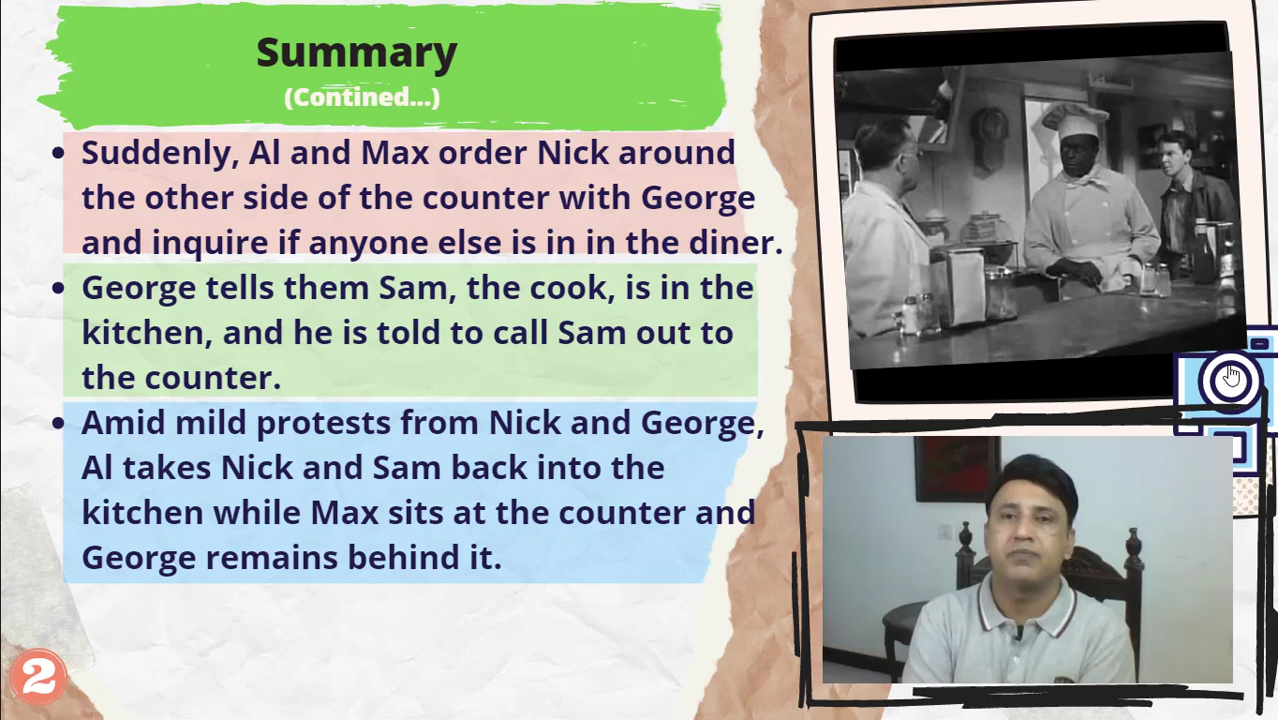 Summary
(Contined...)
• Suddenly, Al and Max order Nick around
the other side of the counter with George
and inquire if anyone else is in in the diner.
• George tells them Sam, the cook, is in the
kitchen, and he is told to call Sam out to
the counter.
• Amid mild protests from Nick and George,
Al takes Nick and Sam back into the
kitchen while Max sits at the counter and
George remains behind it.
2